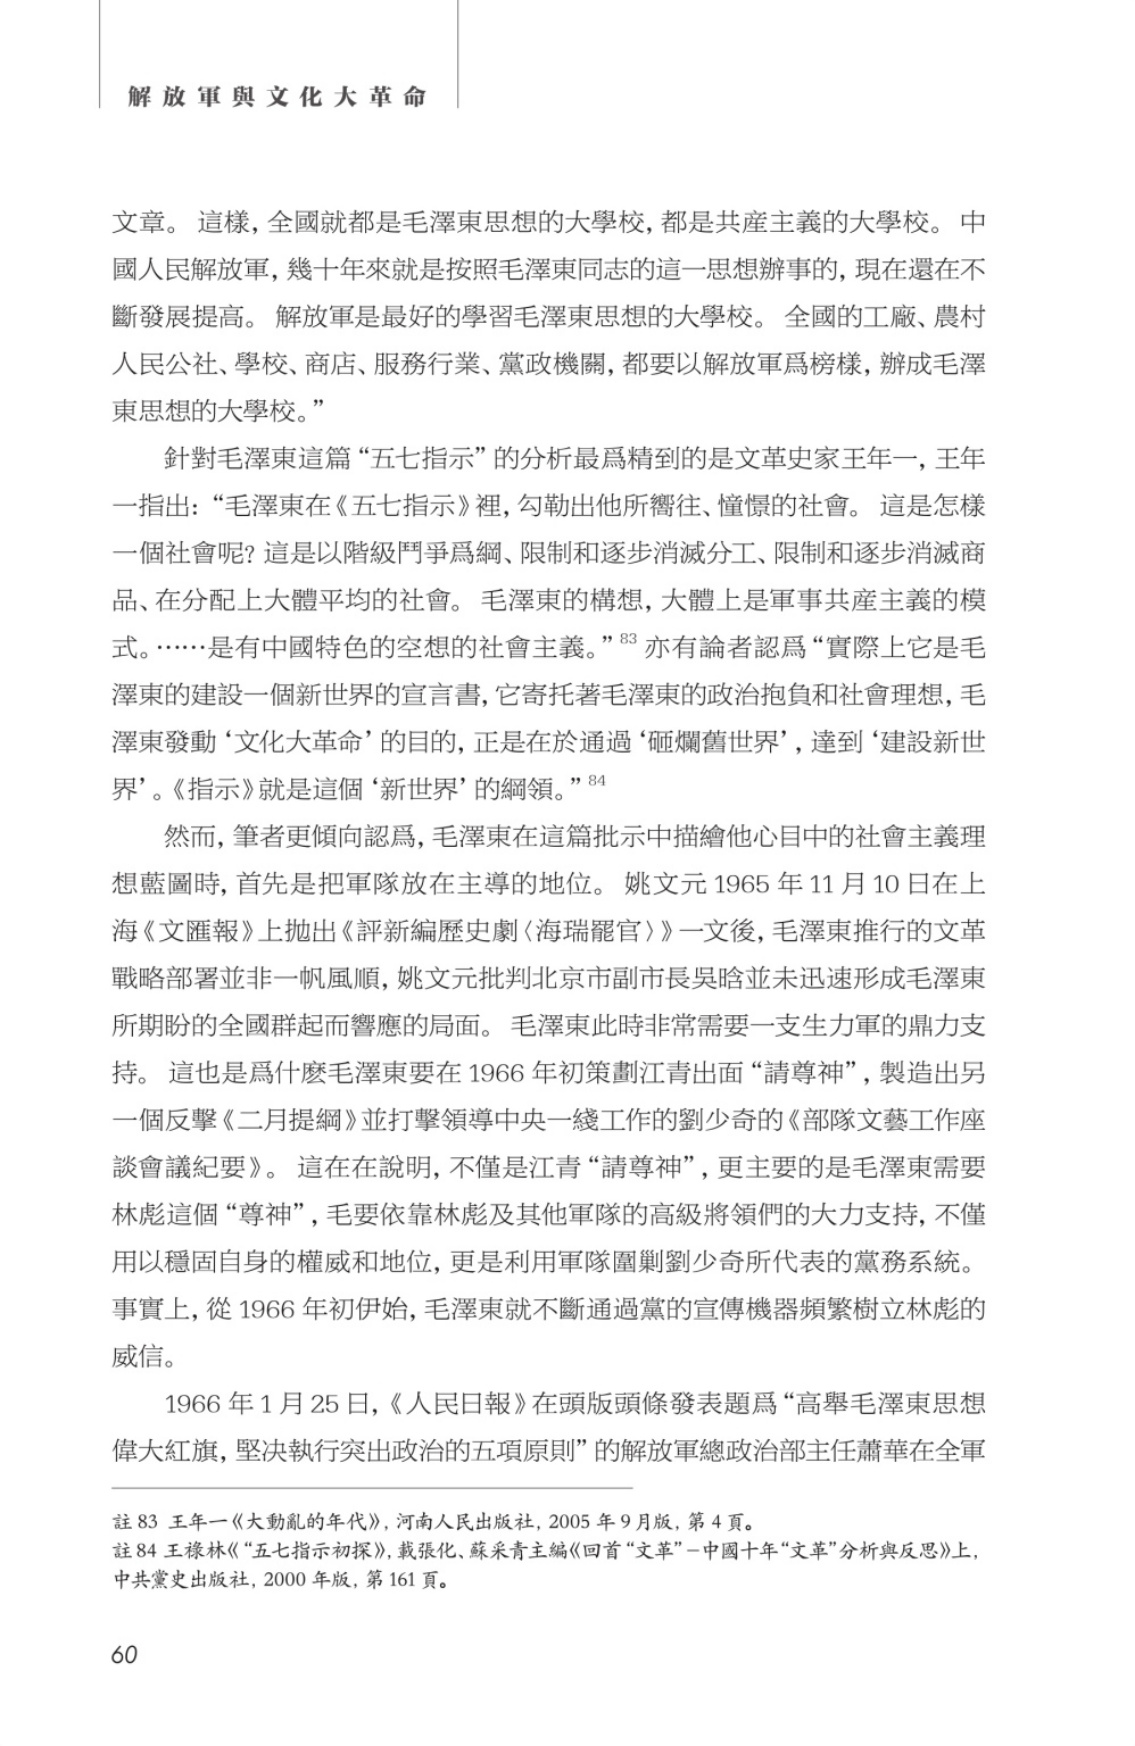 解放軍與文化大革命
文章。這樣，全國就都是毛澤東思想的大學校，都是共産主義的大學校。中
國人民解放軍，幾十年來就是按照毛澤東同志的這一思想辦事的，現在還在不
斷發展提高。解放軍是最好的學習毛澤東思想的大學校。全國的工廠、農村
人民公社、學校、商店、服務行業、黨政機關，都要以解放軍爲榜樣，辦成毛澤
東思想的大學校。”
針對毛澤東這篇“五七指示”的分析最爲精到的是文革史家王年一，王年
一指出：“毛澤東在《五七指示》裡，勾勒出他所嚮往、憧憬的社會。這是怎樣
一個社會呢？這是以階級鬥爭爲綱、限制和逐步消滅分工、限制和逐步消滅商
品、在分配上大體平均的社會。毛澤東的構想，大體上是軍事共産主義的模
式。……是有中國特色的空想的社會主義。”83 亦有論者認爲“實際上它是毛
澤東的建設一個新世界的宣言書，它寄托著毛澤東的政治抱負和社會理想，毛
澤東發動‘文化大革命’的目的，正是在於通過‘砸爛舊世界’，達到‘建設新世
界’。《指示》就是這個‘新世界’的綱領。”84
然而，筆者更傾向認爲，毛澤東在這篇批示中描繪他心目中的社會主義理
想藍圖時，首先是把軍隊放在主導的地位。姚文元 1965 年 11 月 10 日在上
海《文匯報》上拋出《評新編歷史劇〈海瑞罷官〉》一文後，毛澤東推行的文革
戰略部署並非一帆風順，姚文元批判北京市副市長吳晗並未迅速形成毛澤東
所期盼的全國群起而響應的局面。毛澤東此時非常需要一支生力軍的鼎力支
持。這也是爲什麽毛澤東要在 1966 年初策劃江青出面“請尊神”，製造出另
一個反擊《二月提綱》並打擊領導中央一綫工作的劉少奇的《部隊文藝工作座
談會議紀要》。這在在說明，不僅是江青“請尊神”，更主要的是毛澤東需要
林彪這個“尊神”，毛要依靠林彪及其他軍隊的高級將領們的大力支持，不僅
用以穩固自身的權威和地位，更是利用軍隊圍剿劉少奇所代表的黨務系統。
事實上，從 1966 年初伊始，毛澤東就不斷通過黨的宣傳機器頻繁樹立林彪的
威信。
1966 年 1 月 25 日，《人民日報》在頭版頭條發表題爲“高舉毛澤東思想
偉大紅旗，堅决執行突出政治的五項原則”的解放軍總政治部主任蕭華在全軍
註 83 王年一《大動亂的年代》，河南人民出版社，2005 年 9 月版，第 4 頁。
註 84 王祿林《“五七指示初探》，載張化、蘇采青主編《回首“文革”－中國十年“文革”分析與反思》上，
中共黨史出版社，2000 年版，第 161 頁。
60